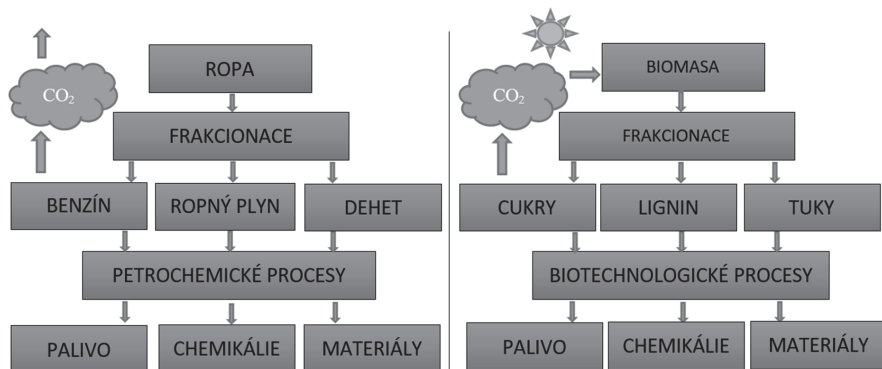 CO₂
ROPA
FRAKCIONACE
BENZÍN
ROPNÝ PLYN
DEHET
PETROCHEMICKÉ PROCESY
PALIVO
CHEMIKÁLIE
MATERIÁLY
CO₂
BIOMASA
FRAKCIONACE
CUKRY
LIGNIN
TUKY
BIOTECHNOLOGICKÉ PROCESY
PALIVO
CHEMIKÁLIE
MATERIÁLY